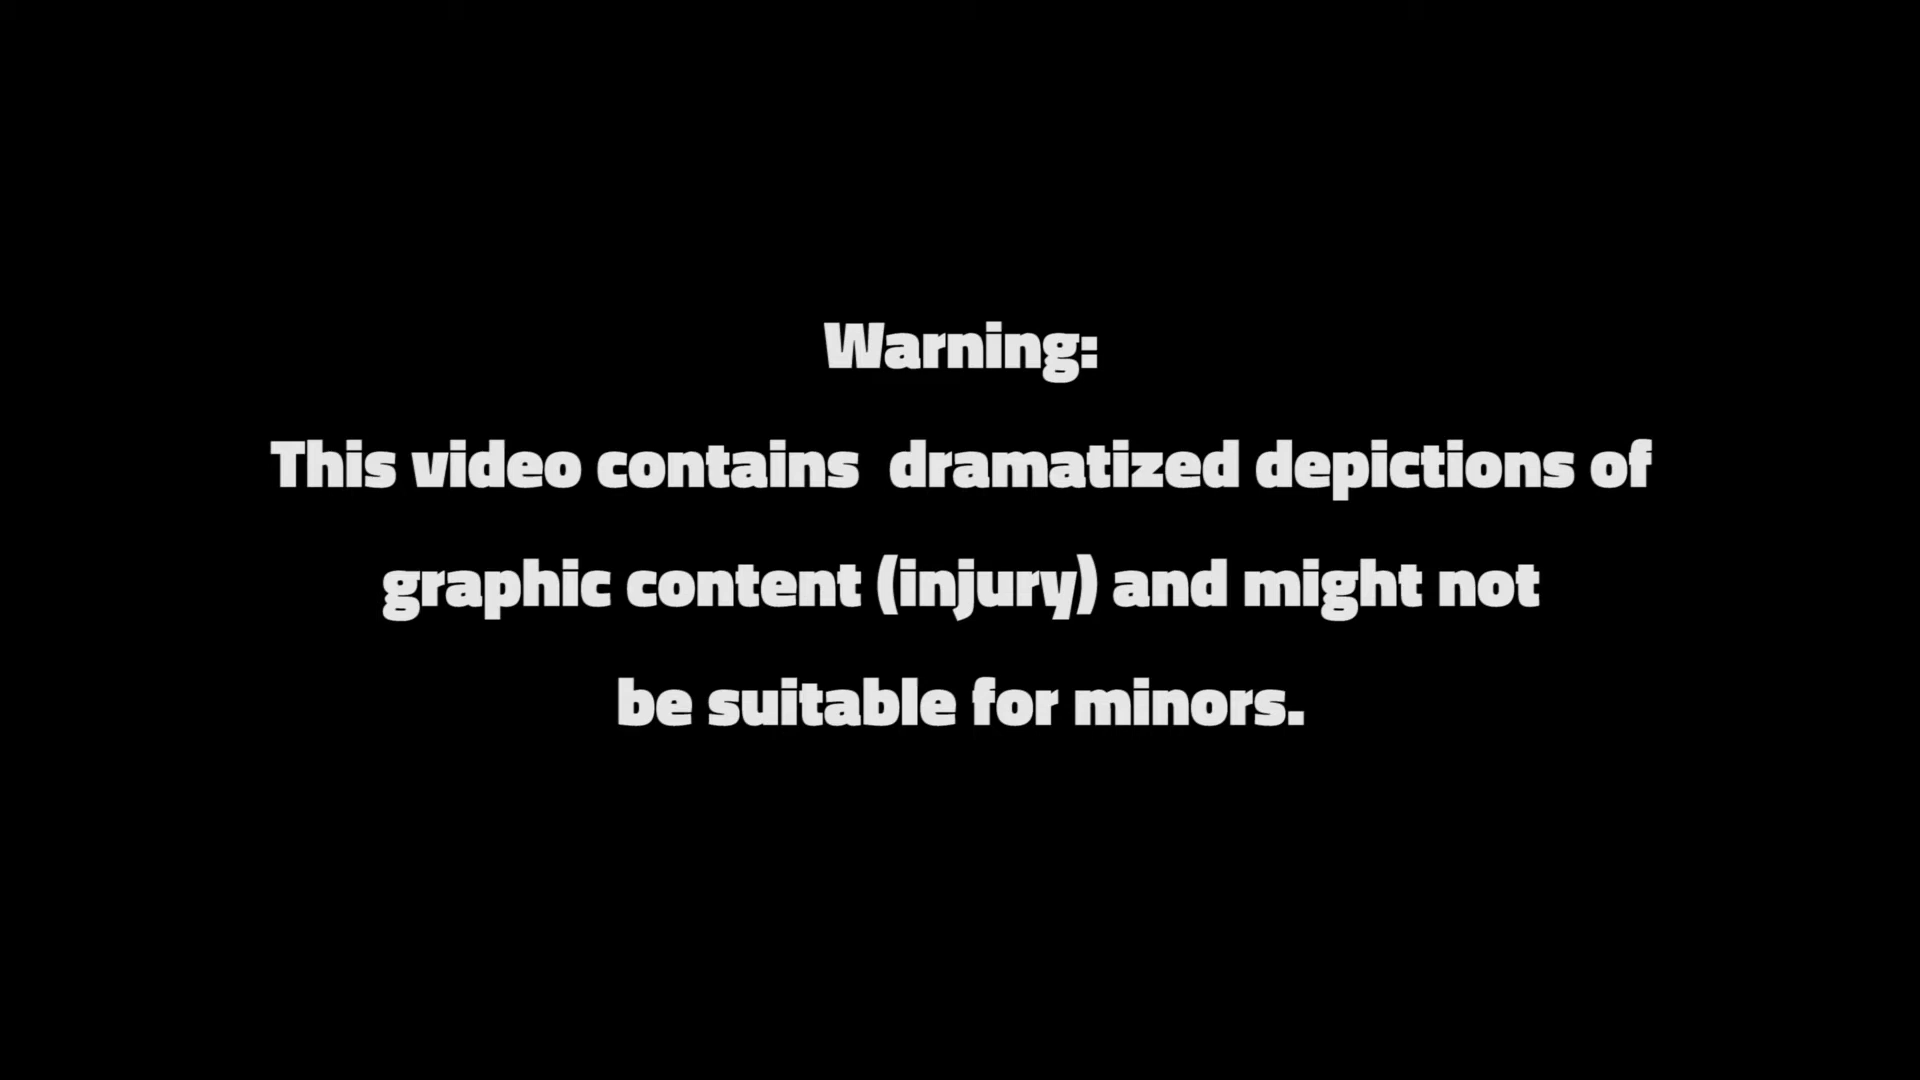 Warning:
This video contains  dramatized depictions of
graphic content (injury) and might not
be suitable for minors.